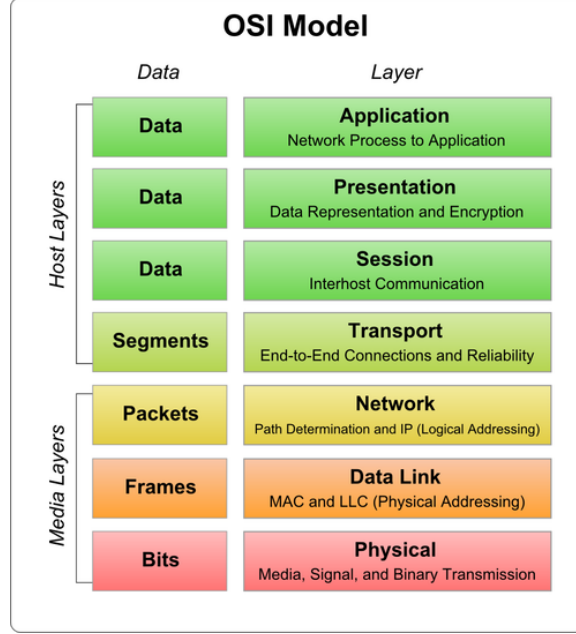 OSI Model
Data
Layer
Host Layers
Data
Application
Network Process to Application
Data
Presentation
Data Representation and Encryption
Data
Session
Interhost Communication
Segments
Transport
End-to-End Connections and Reliability
Media Layers
Packets
Network
Path Determination and IP (Logical Addressing)
Frames
Data Link
MAC and LLC (Physical Addressing)
Bits
Physical
Media, Signal, and Binary Transmission